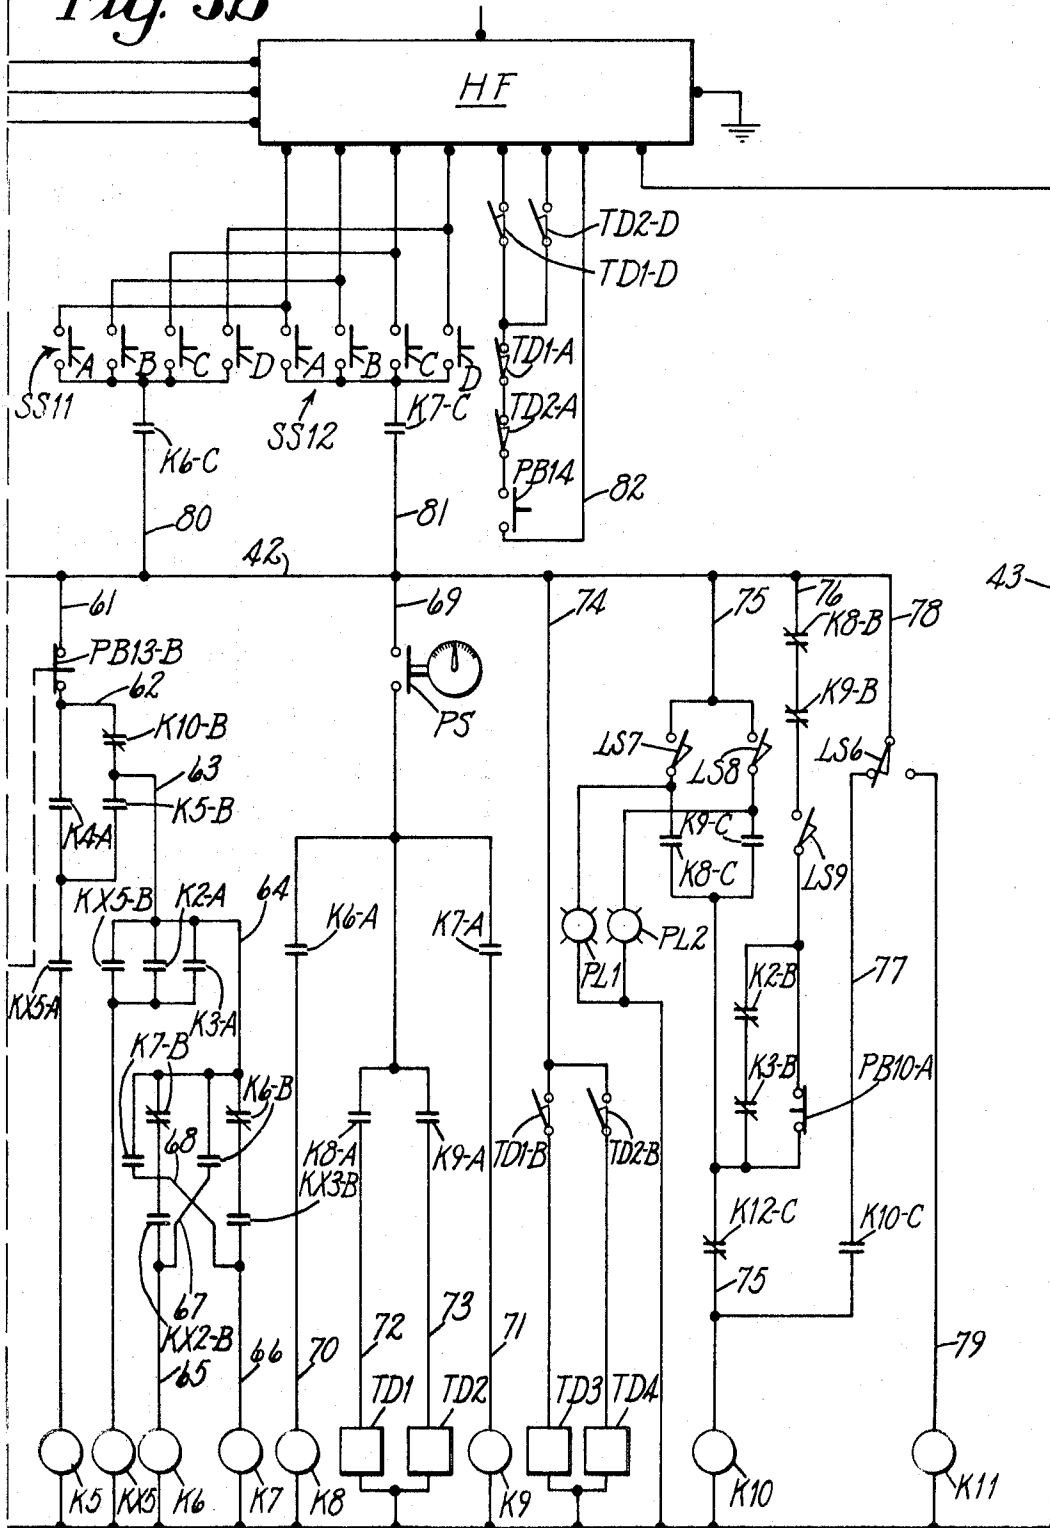 Fig. 5b
HF
TD2-D
TD1-D
A B C D A B C D
TD1-A
SS11
SS12
K7-C
TD2-A
K6-C
PB14
82
80
81
42
43
61
69
74
75
76
K8-B
78
PB13-B
62
K10-B
PS
K9-B
LS7
LS8
LS6
63
K4-A
K5-B
K9-C
K8-C
LS9
KX5-B
K2-A
64
K6-A
K7-A
PL1
PL2
77
KX5-A
K3-A
K2-B
K7-B
K6-B
K3-B
PB10-A
68
K8-A
K9-A
TD1-B
TD2-B
KX3-B
K12-C
K10-C
67
KX2-B
75
65
66
70
72
73
71
79
TD1
TD2
TD3
TD4
K5
KX5
K6
K7
K8
K9
K10
K11